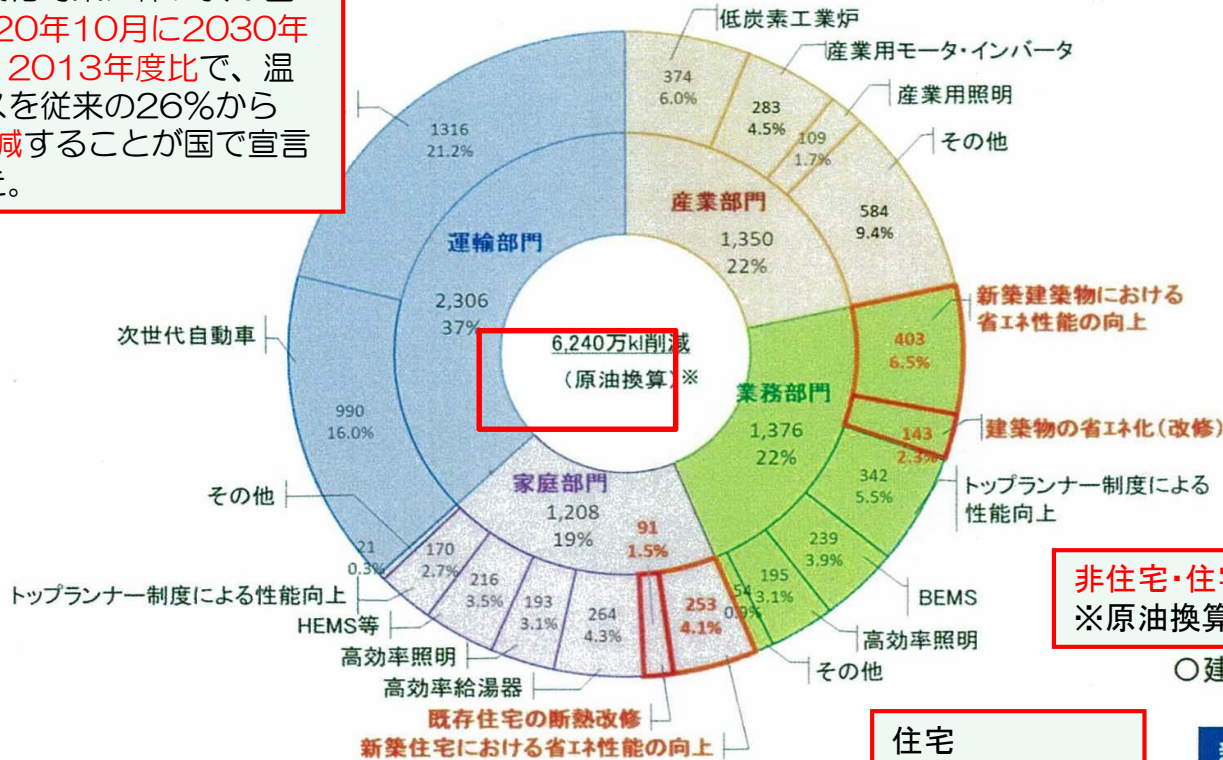 20年10月に2030年
2013年度比で、温
スを従来の26%から
減することが国で宣言
た。
低炭素工業炉
374
6.0%
産業用モータ・インバータ
283
4.5%
産業用照明
109
1.7%
その他
584
9.4%
産業部門
1,350
22%
1316
21.2%
運輸部門
2,306
37%
次世代自動車
990
16.0%
6,240万kl削減
(原油換算)※
新築建築物における
省エネ性能の向上
403
6.5%
業務部門
1,376
22%
143
2.3%
建築物の省エネ化(改修)
342
5.5%
トップランナー制度による
性能向上
239
3.9%
BEMS
195
3.1%
高効率照明
54
0.9%
その他
家庭部門
1,208
19%
91
1.5%
253
4.1%
264
4.3%
193
3.1%
216
3.5%
170
2.7%
21
0.3%
その他
トップランナー制度による性能向上
HEMS等
高効率照明
高効率給湯器
既存住宅の断熱改修
新築住宅における省エネ性能の向上
非住宅・住宅
※原油換算
○建
住宅